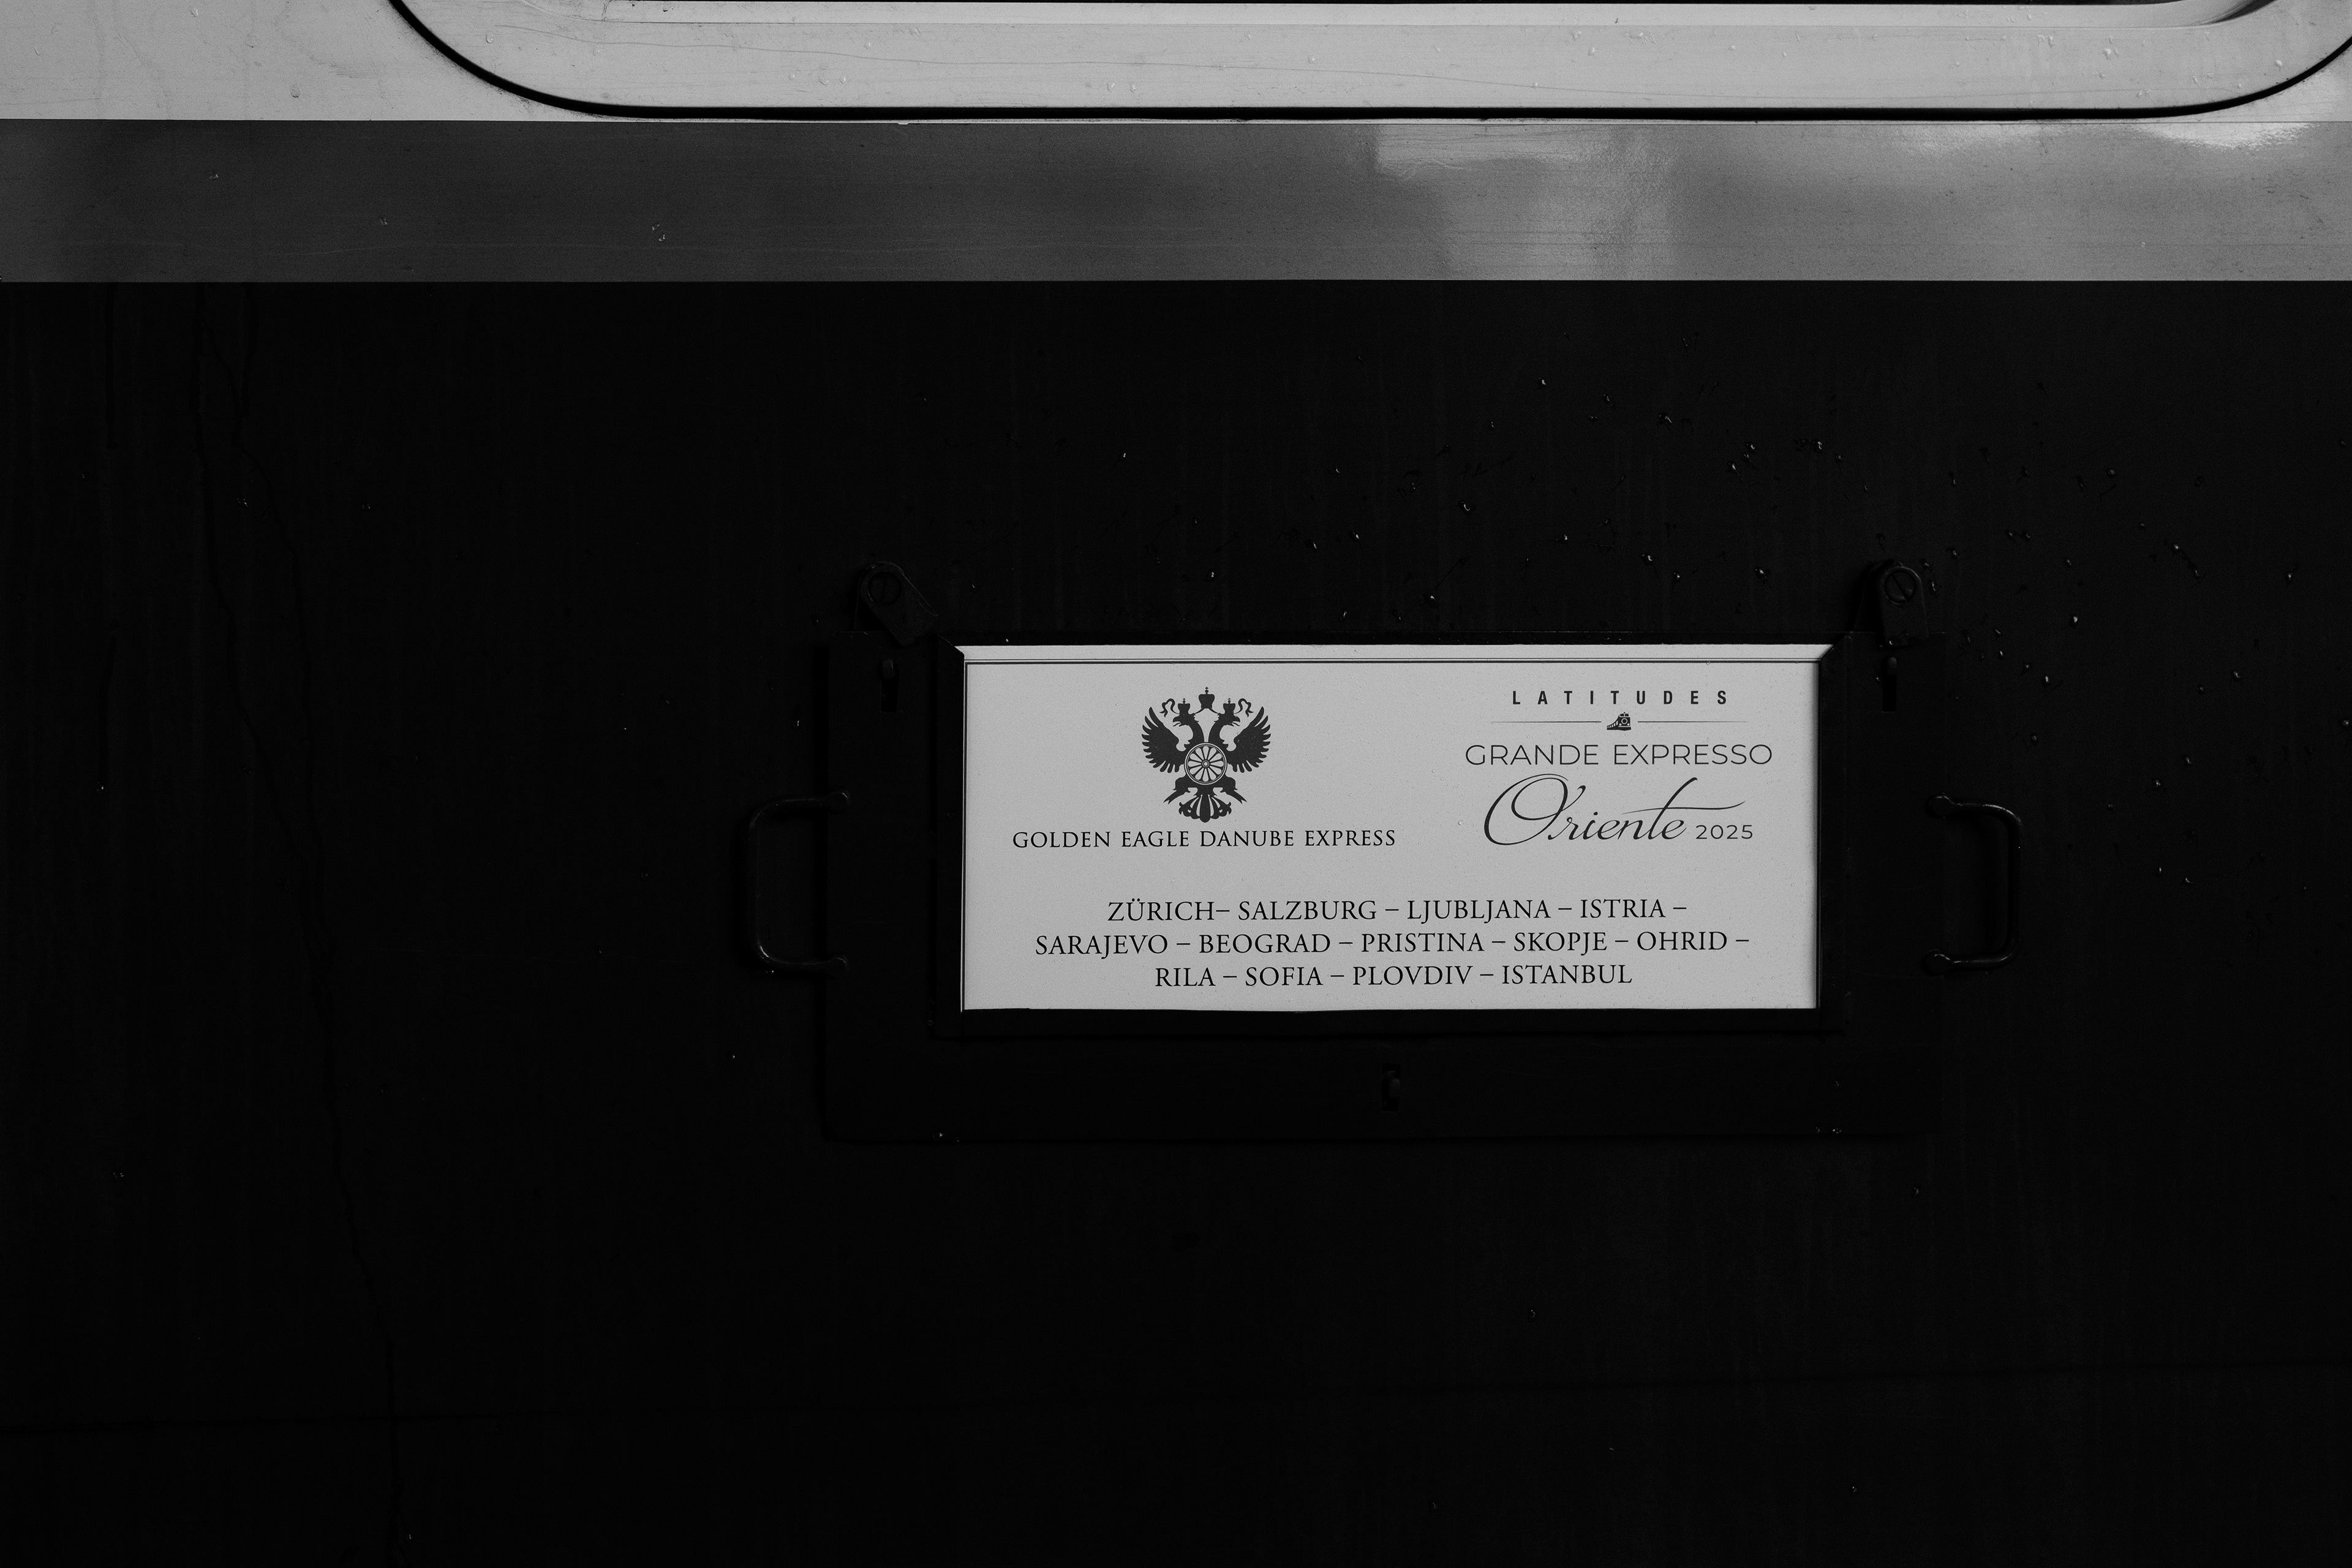 GOLDEN EAGLE DANUBE EXPRESS
LATITUDES
GRANDE EXPRESSO
Oriente 2025
ZÜRICH– SALZBURG – LJUBLJANA – ISTRIA –
SARAJEVO – BEOGRAD – PRISTINA – SKOPJE – OHRID –
RILA – SOFIA – PLOVDIV – ISTANBUL